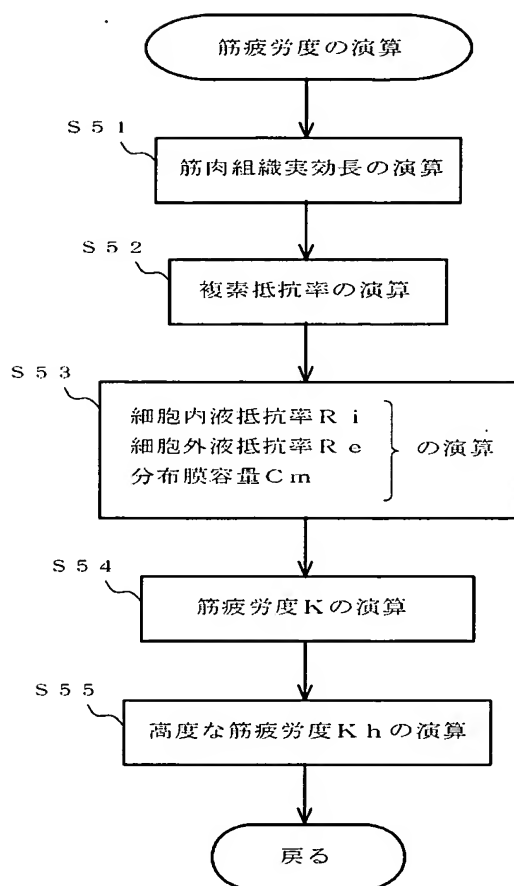 筋疲労度の演算
S51
筋肉組織実効長の演算
S52
複素抵抗率の演算
S53
細胞内液抵抗率Ri
細胞外液抵抗率Re
分布膜容量Cm
の演算
S54
筋疲労度Kの演算
S55
高度な筋疲労度Khの演算
戻る